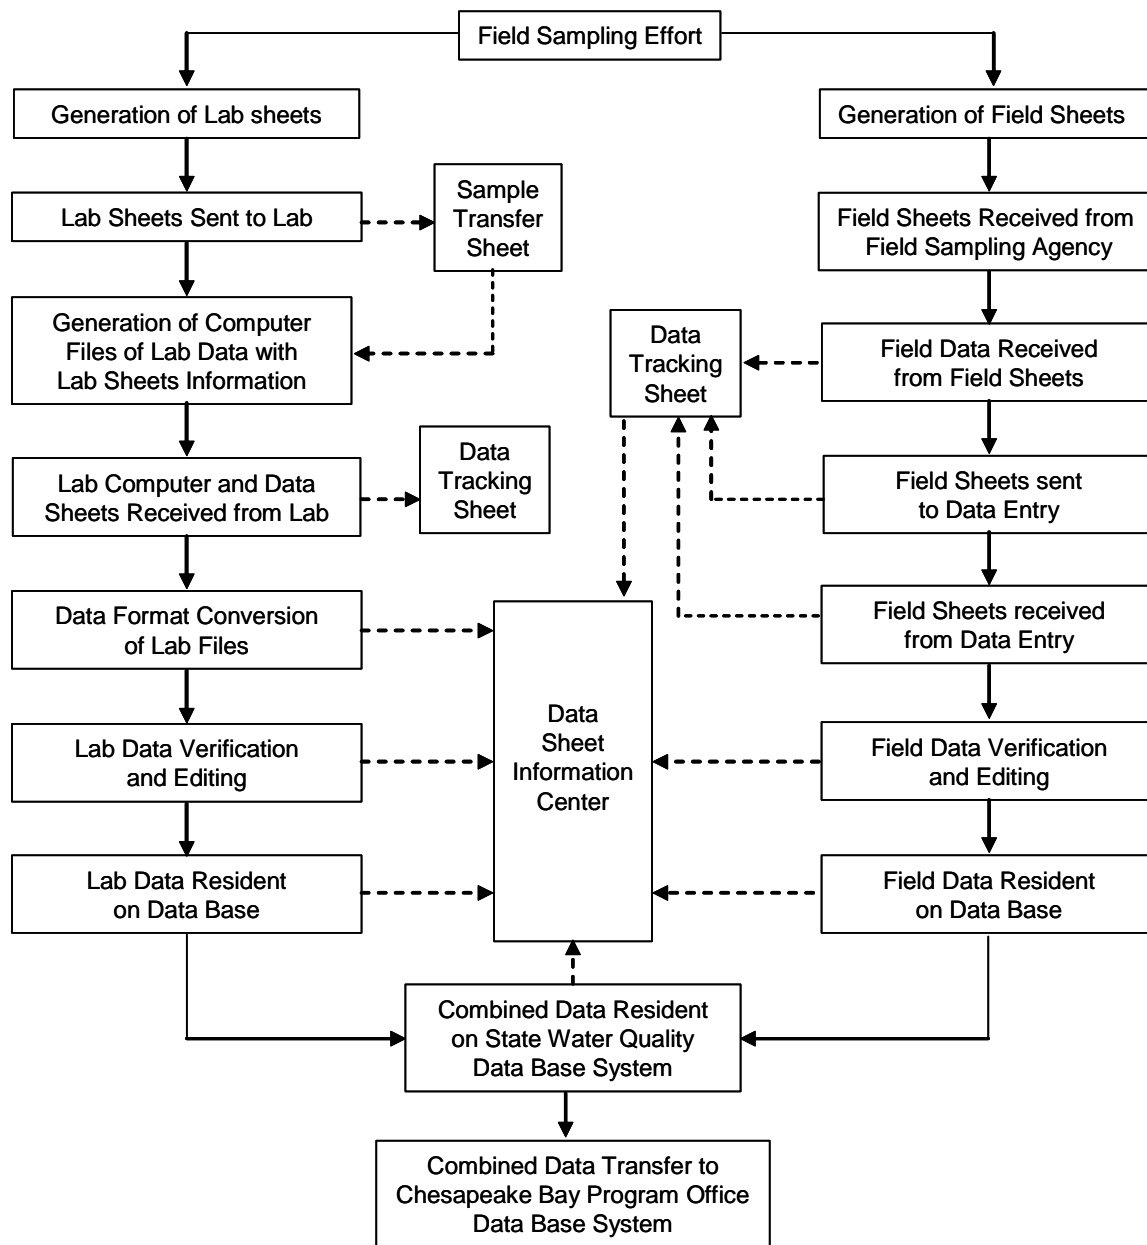 Field Sampling Effort
Generation of Lab sheets
Generation of Field Sheets
Lab Sheets Sent to Lab
Sample
Transfer
Sheet
Field Sheets Received from
Field Sampling Agency
Generation of Computer
Files of Lab Data with
Lab Sheets Information
Data
Tracking
Sheet
Field Data Received
from Field Sheets
Lab Computer and Data
Sheets Received from Lab
Data
Tracking
Sheet
Field Sheets sent
to Data Entry
Data Format Conversion
of Lab Files
Field Sheets received
from Data Entry
Data
Sheet
Information
Center
Lab Data Verification
and Editing
Field Data Verification
and Editing
Lab Data Resident
on Data Base
Field Data Resident
on Data Base
Combined Data Resident
on State Water Quality
Data Base System
Combined Data Transfer to
Chesapeake Bay Program Office
Data Base System